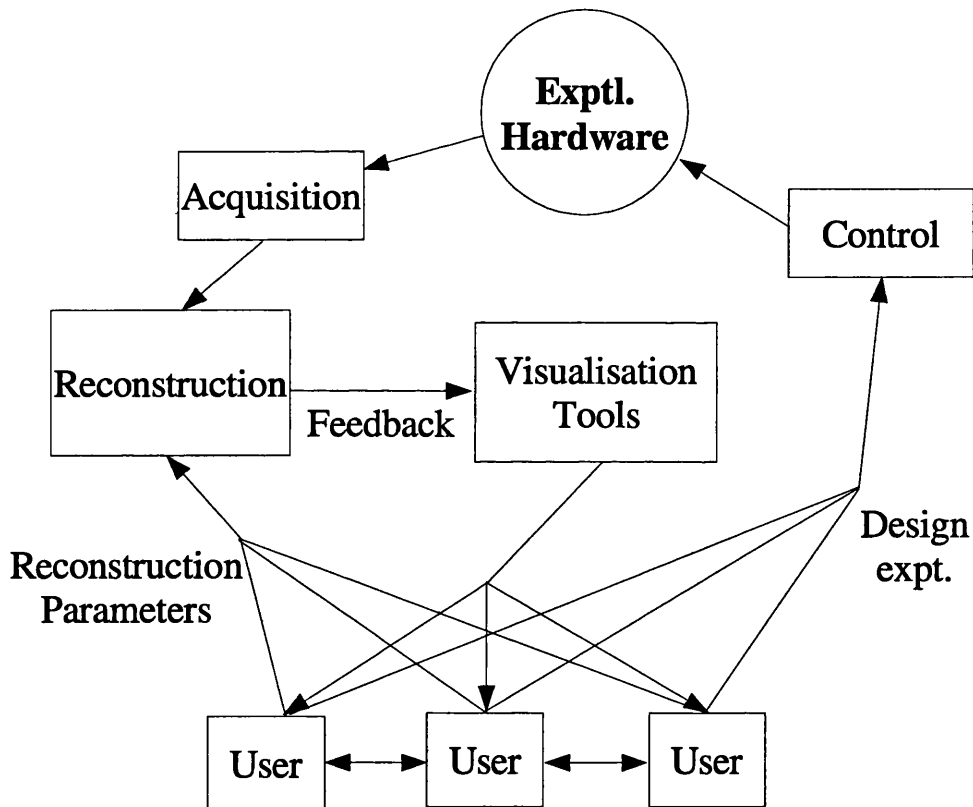 Exptl.
Hardware
Acquisition
Control
Reconstruction
Feedback
Visualisation
Tools
Design
expt.
Reconstruction
Parameters
User
User
User